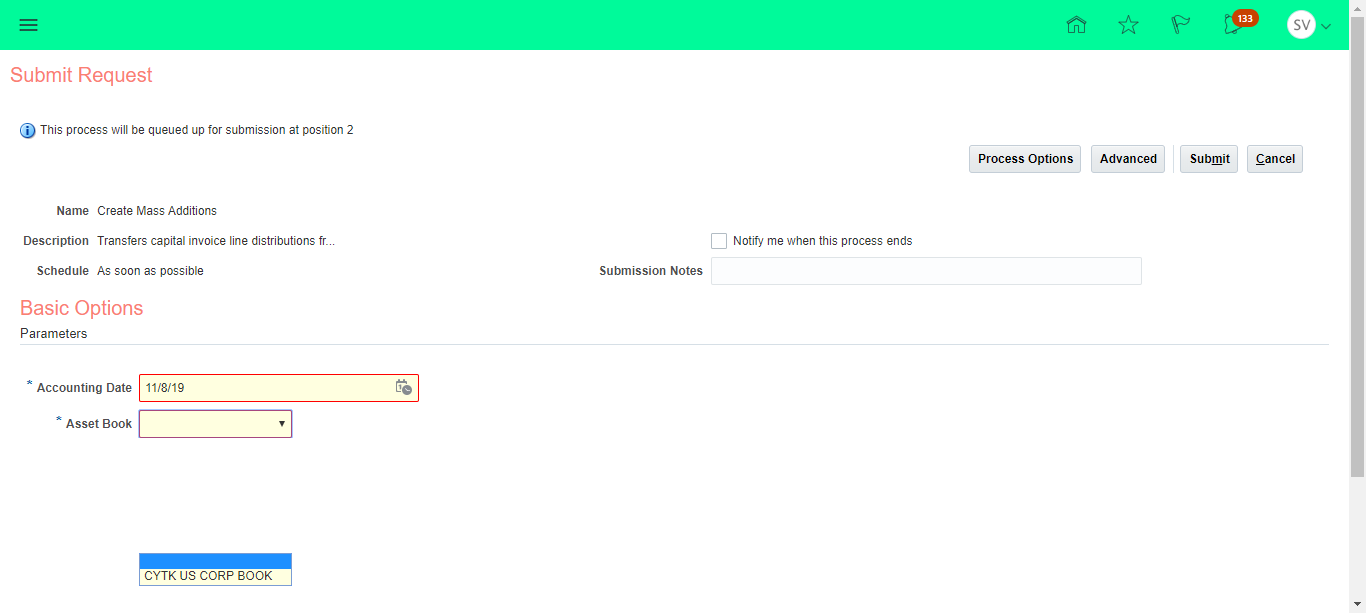 133
SV
Submit Request
This process will be queued up for submission at position 2
Process Options
Advanced
Submit
Cancel
Name Create Mass Additions
Description Transfers capital invoice line distributions fr...
Notify me when this process ends
Schedule As soon as possible
Submission Notes
Basic Options
Parameters
* Accounting Date 11/8/19
* Asset Book
CYTK US CORP BOOK